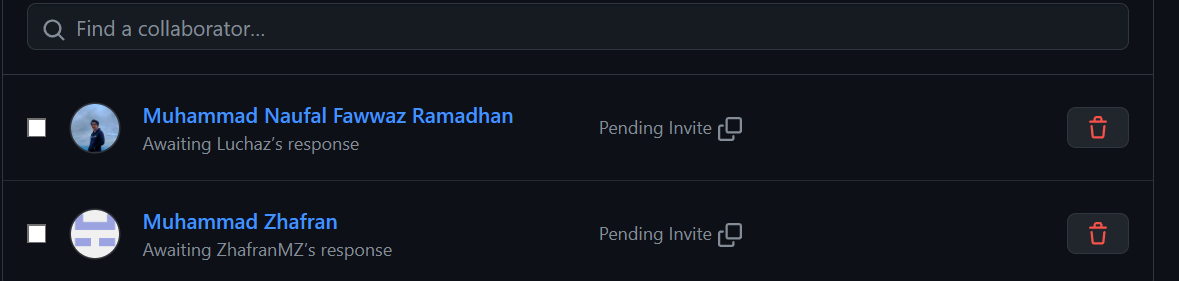 Find a collaborator...
Muhammad Naufal Fawwaz Ramadhan
Awaiting Luchaz’s response
Pending Invite
Muhammad Zhafran
Awaiting ZhafranMZ’s response
Pending Invite